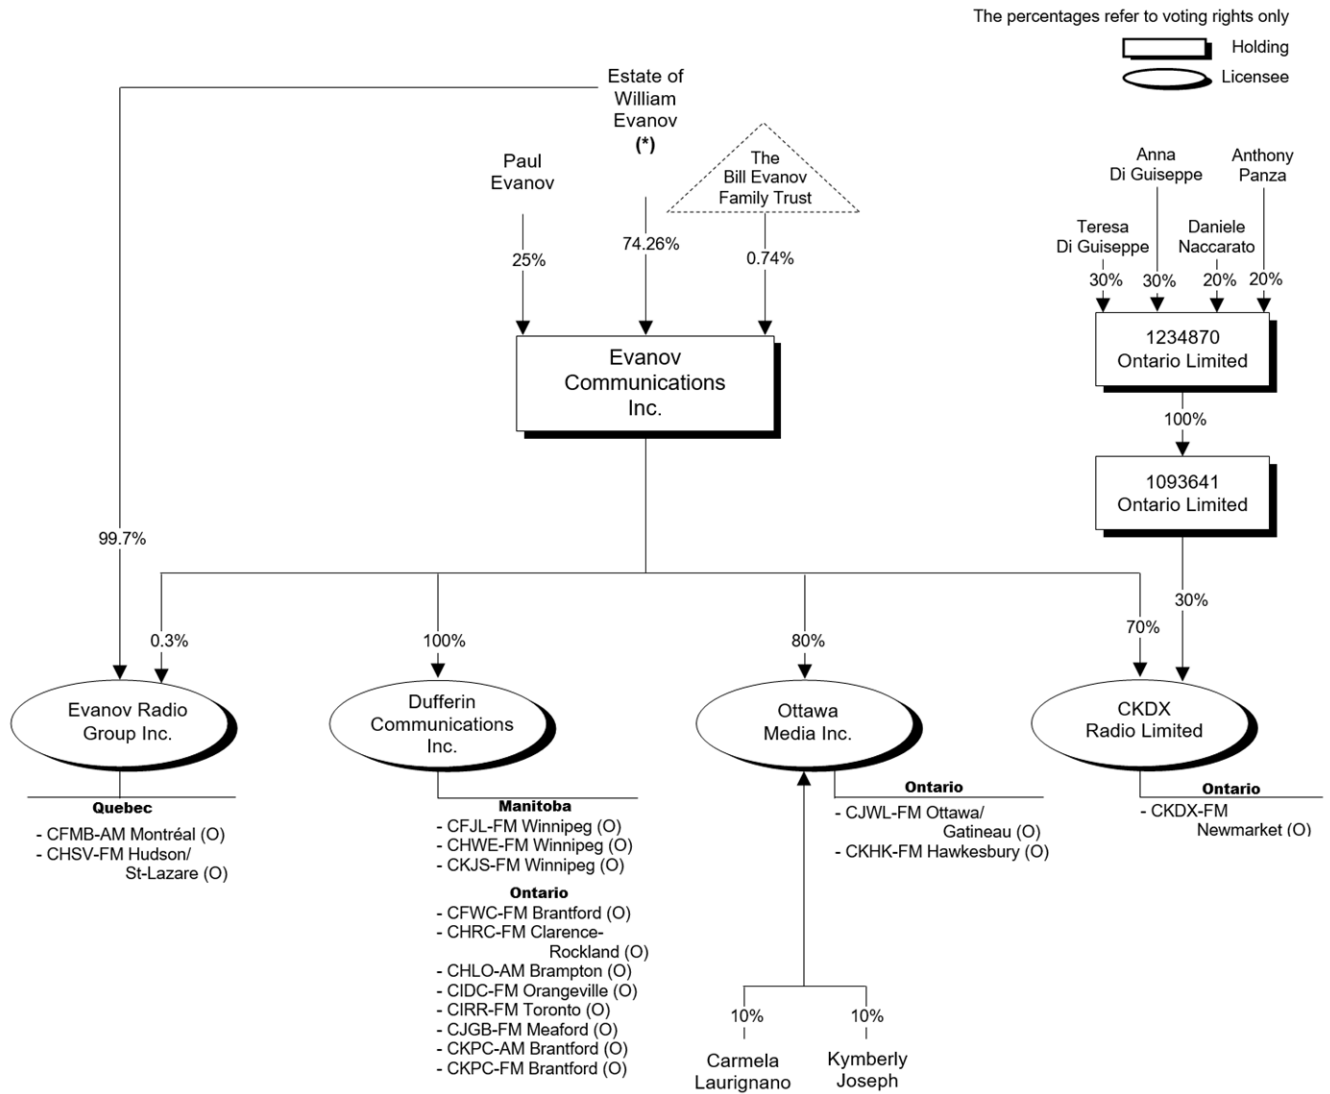 The percentages refer to voting rights only
Holding
Licensee
Estate of
William
Evanov
(*)
Paul
Evanov
The
Bill Evanov
Family Trust
25%
74.26%
0.74%
Evanov
Communications
Inc.
Anna
Di Guiseppe
Anthony
Panza
Teresa
Di Guiseppe
Daniele
Naccarato
30%
30%
20%
20%
1234870
Ontario Limited
100%
1093641
Ontario Limited
99.7%
0.3%
100%
80%
70%
30%
Evanov Radio
Group Inc.
Dufferin
Communications
Inc.
Ottawa
Media Inc.
CKDX
Radio Limited
Quebec
- CFMB-AM Montréal (O)
- CHSV-FM Hudson/
St-Lazare (O)
Manitoba
- CFJL-FM Winnipeg (O)
- CHWE-FM Winnipeg (O)
- CKJS-FM Winnipeg (O)
Ontario
- CFWC-FM Brantford (O)
- CHRC-FM Clarence-
Rockland (O)
- CHLO-AM Brampton (O)
- CIDC-FM Orangeville (O)
- CIRR-FM Toronto (O)
- CJGB-FM Meaford (O)
- CKPC-AM Brantford (O)
- CKPC-FM Brantford (O)
Ontario
- CJWL-FM Ottawa/
Gatineau (O)
- CKHK-FM Hawkesbury (O)
Ontario
- CKDX-FM
Newmarket (O)
10%
10%
Carmela
Laurignano
Kymberly
Joseph